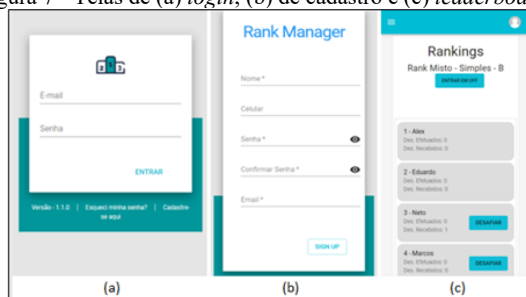 gura 7 – Telas de (a) login, (b) de cadastro e (c) leaderbo
E-mail
Senha
ENTRAR
Versão - 1.1.0 | Esqueci minha senha? | Cadastre-
se aqui
(a)
Rank Manager
Nome *
Celular
Senha *
Confirmar Senha *
Email *
SIGN UP
(b)
Rankings
Rank Misto - Simples - B
ENTRAR EM OFF
1 - Alex
Des. Efetuados: 0
Des. Recebidos: 0
2 - Eduardo
Des. Efetuados: 0
Des. Recebidos: 0
3 - Neto
Des. Efetuados: 0
Des. Recebidos: 1
DESAFIAR
4 - Marcos
Des. Efetuados: 0
Des. Recebidos: 0
DESAFIAR
(c)